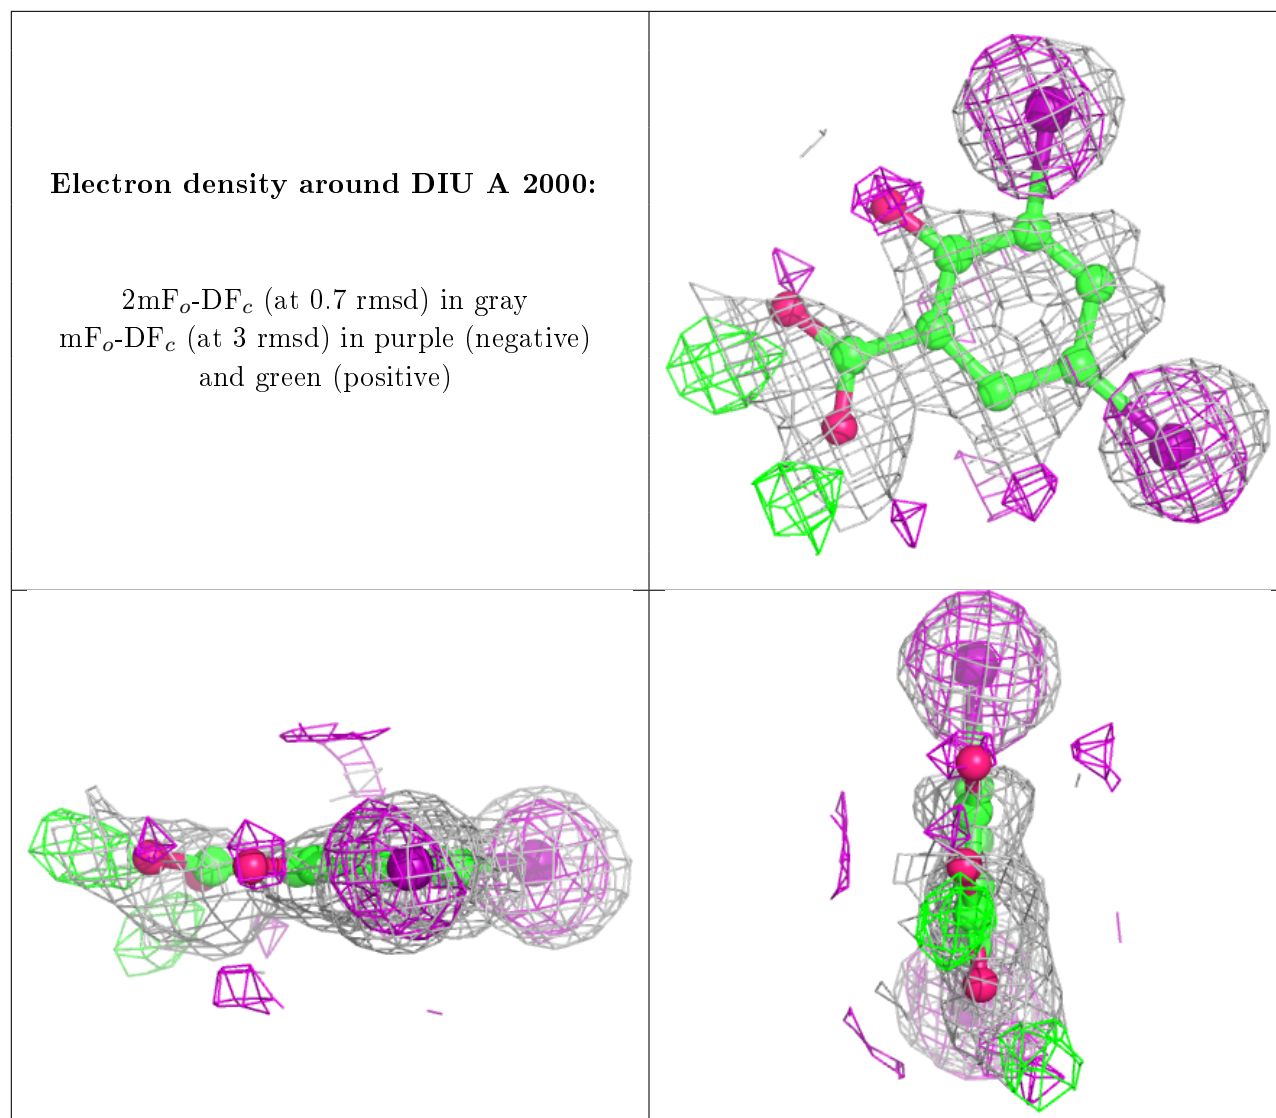 Electron density around DIU A 2000:
2mFo-DFc (at 0.7 rmsd) in gray
mFo-DFc (at 3 rmsd) in purple (negative)
and green (positive)